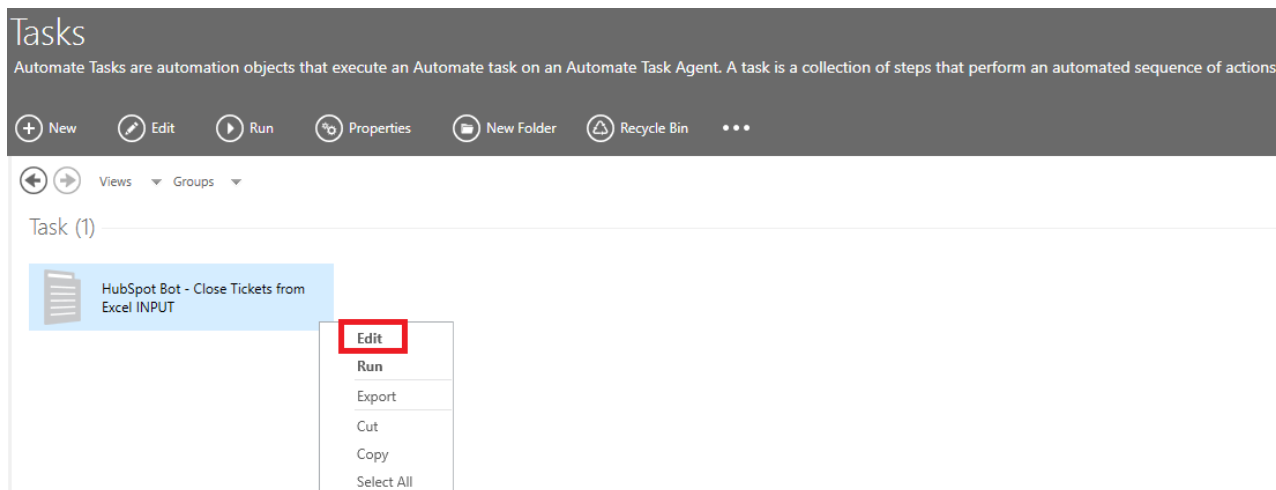 Tasks
Automate Tasks are automation objects that execute an Automate task on an Automate Task Agent. A task is a collection of steps that perform an automated sequence of actions
New Edit Run Properties New Folder Recycle Bin
Views Groups
Task (1)
HubSpot Bot - Close Tickets from
Excel INPUT
Edit
Run
Export
Cut
Copy
Select All